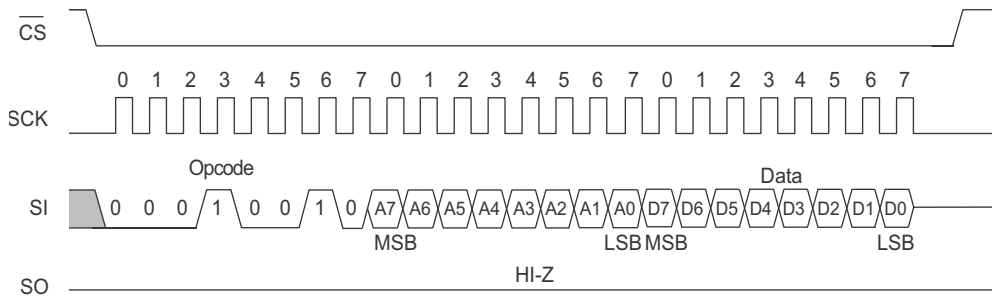 CS
0 1 2 3 4 5 6 7 0 1 2 3 4 5 6 7 0 1 2 3 4 5 6 7
SCK
Opcode Data
SI 0 0 0 1 0 0 1 0 A7 A6 A5 A4 A3 A2 A1 A0 D7 D6 D5 D4 D3 D2 D1 D0
MSB LSB MSB LSB
HI-Z
SO